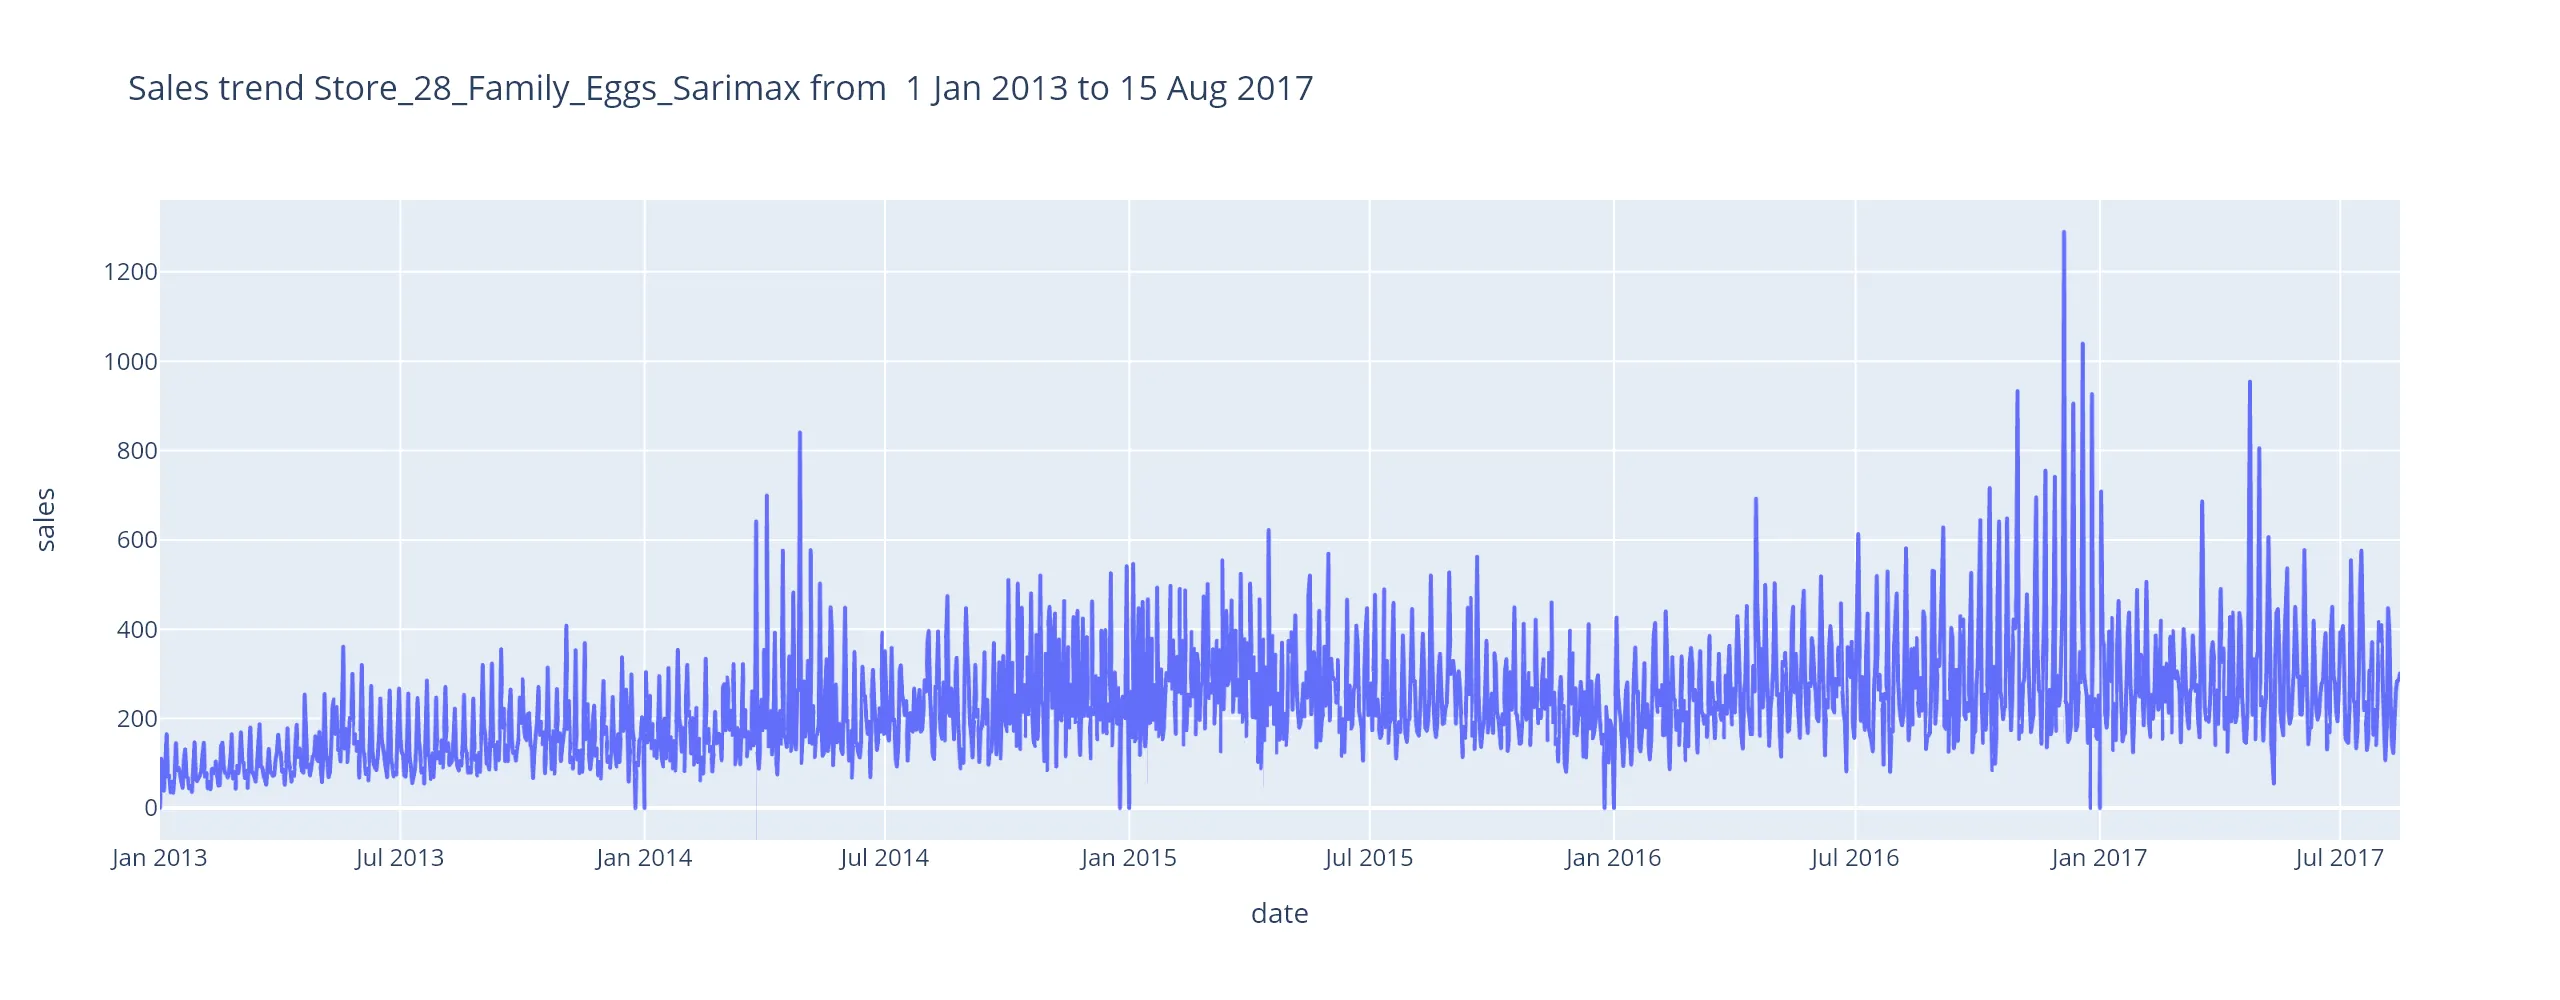 Sales trend Store_28_Family_Eggs_Sarimax from  1 Jan 2013 to 15 Aug 2017
1200
1000
800
600
400
200
0
sales
Jan 2013 Jul 2013 Jan 2014 Jul 2014 Jan 2015 Jul 2015 Jan 2016 Jul 2016 Jan 2017 Jul 2017
date